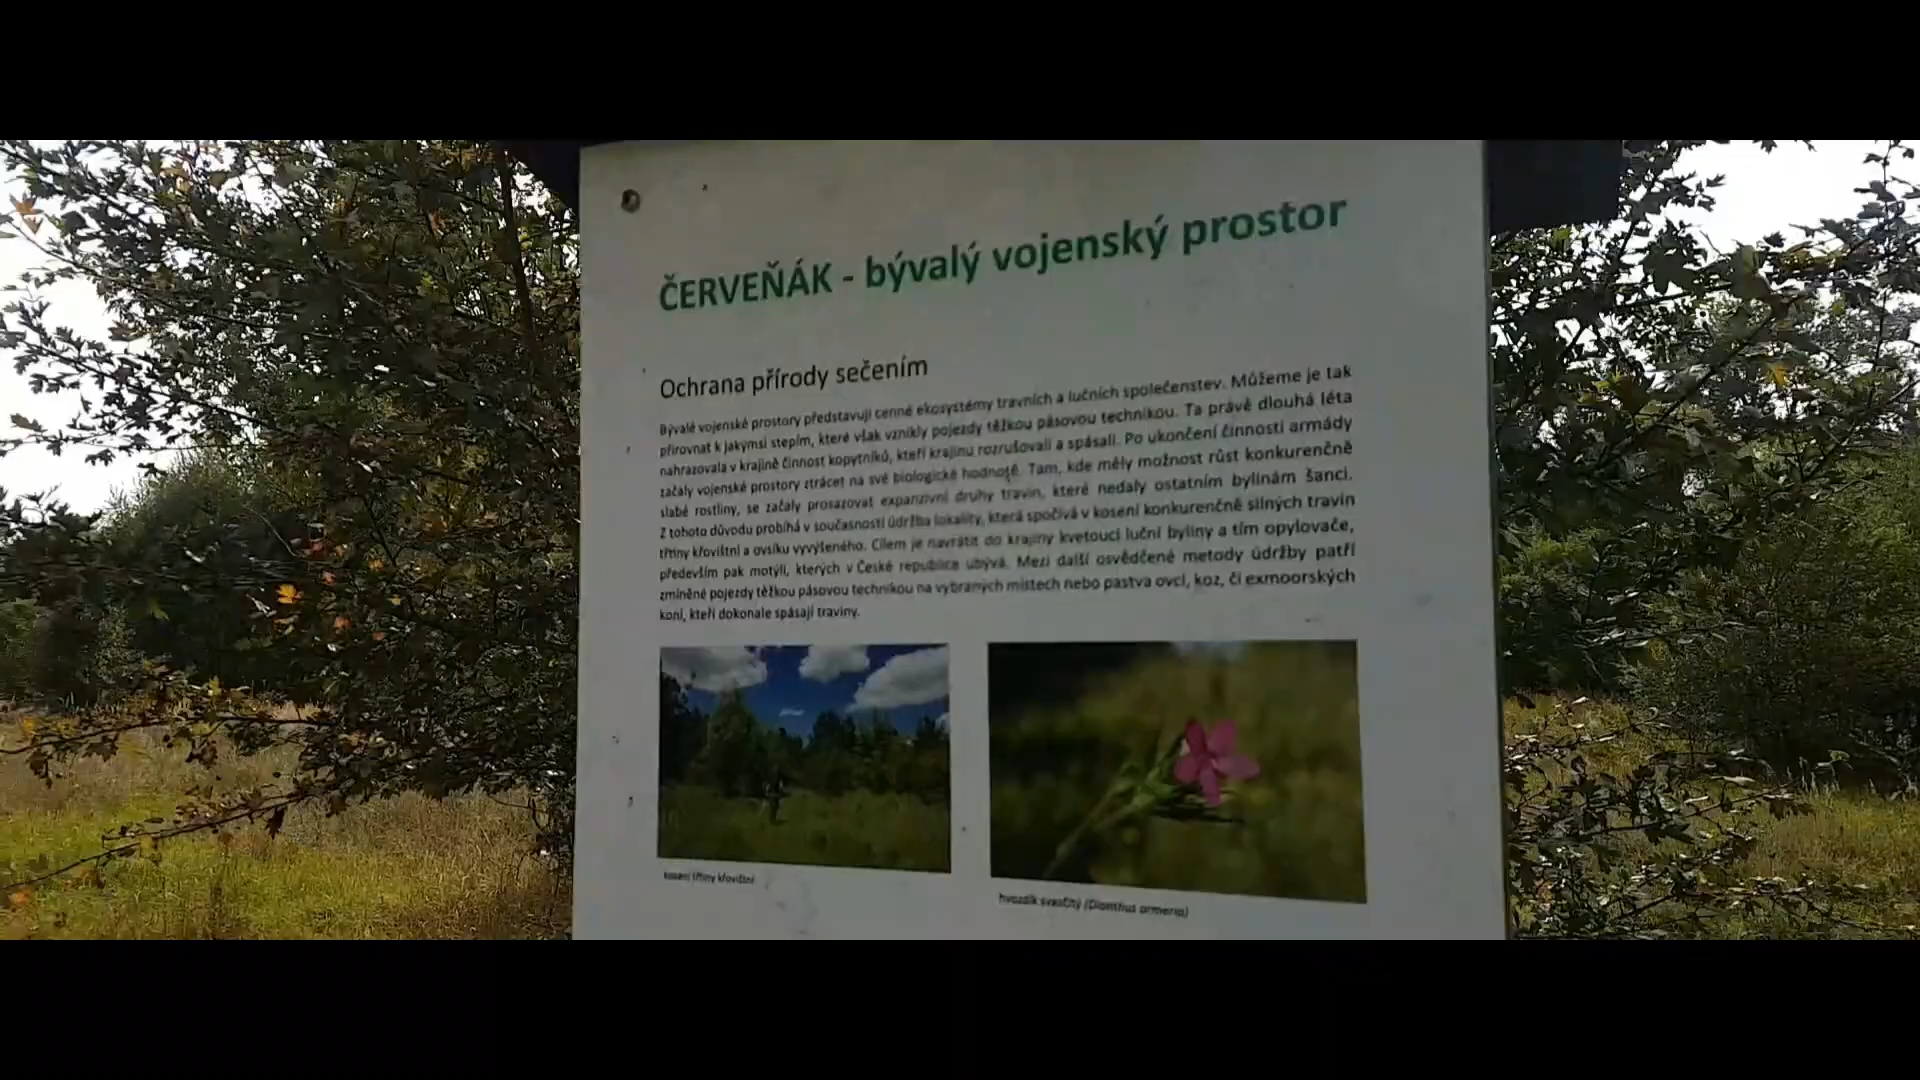 ČERVEŇÁK - bývalý vojenský prostor
Ochrana přírody sečením
Bývalé vojenské prostory představují cenné ekosystémy travních a lučních společenstev. Můžeme je tak
přirovnat k jakýmsi stepím, které však vznikly pojezdy těžkou pásovou technikou. Ta právě dlouhá léta
nahrazovala v krajině činnost kopytníků, kteří krajinu rozrušovali a spásali. Po ukončení činnosti armády
začaly vojenské prostory ztrácet na své biologické hodnotě. Tam, kde měly možnost růst konkurenčně
slabé rostliny, se začaly prosazovat expanzivní druhy travin, které nedaly ostatním bylinám šanci.
Z tohoto důvodu probíhá v současnosti údržba lokality, která spočívá v kosení konkurenčně silných travin
třtiny křovištní a ovsíku vyvýšeného. Cílem je navrátit do krajiny kvetoucí luční byliny a tím opylovače,
především pak motýli, kterých v České republice ubývá. Mezi další osvědčené metody údržby patří
zmíněné pojezdy těžkou pásovou technikou na vybraných místech nebo pastva ovcí, koz, či exmoorských
koní, kteří dokonale spásají traviny.
kosení třtiny křovištní
hvozdík svazčitý (Dianthus armeria)